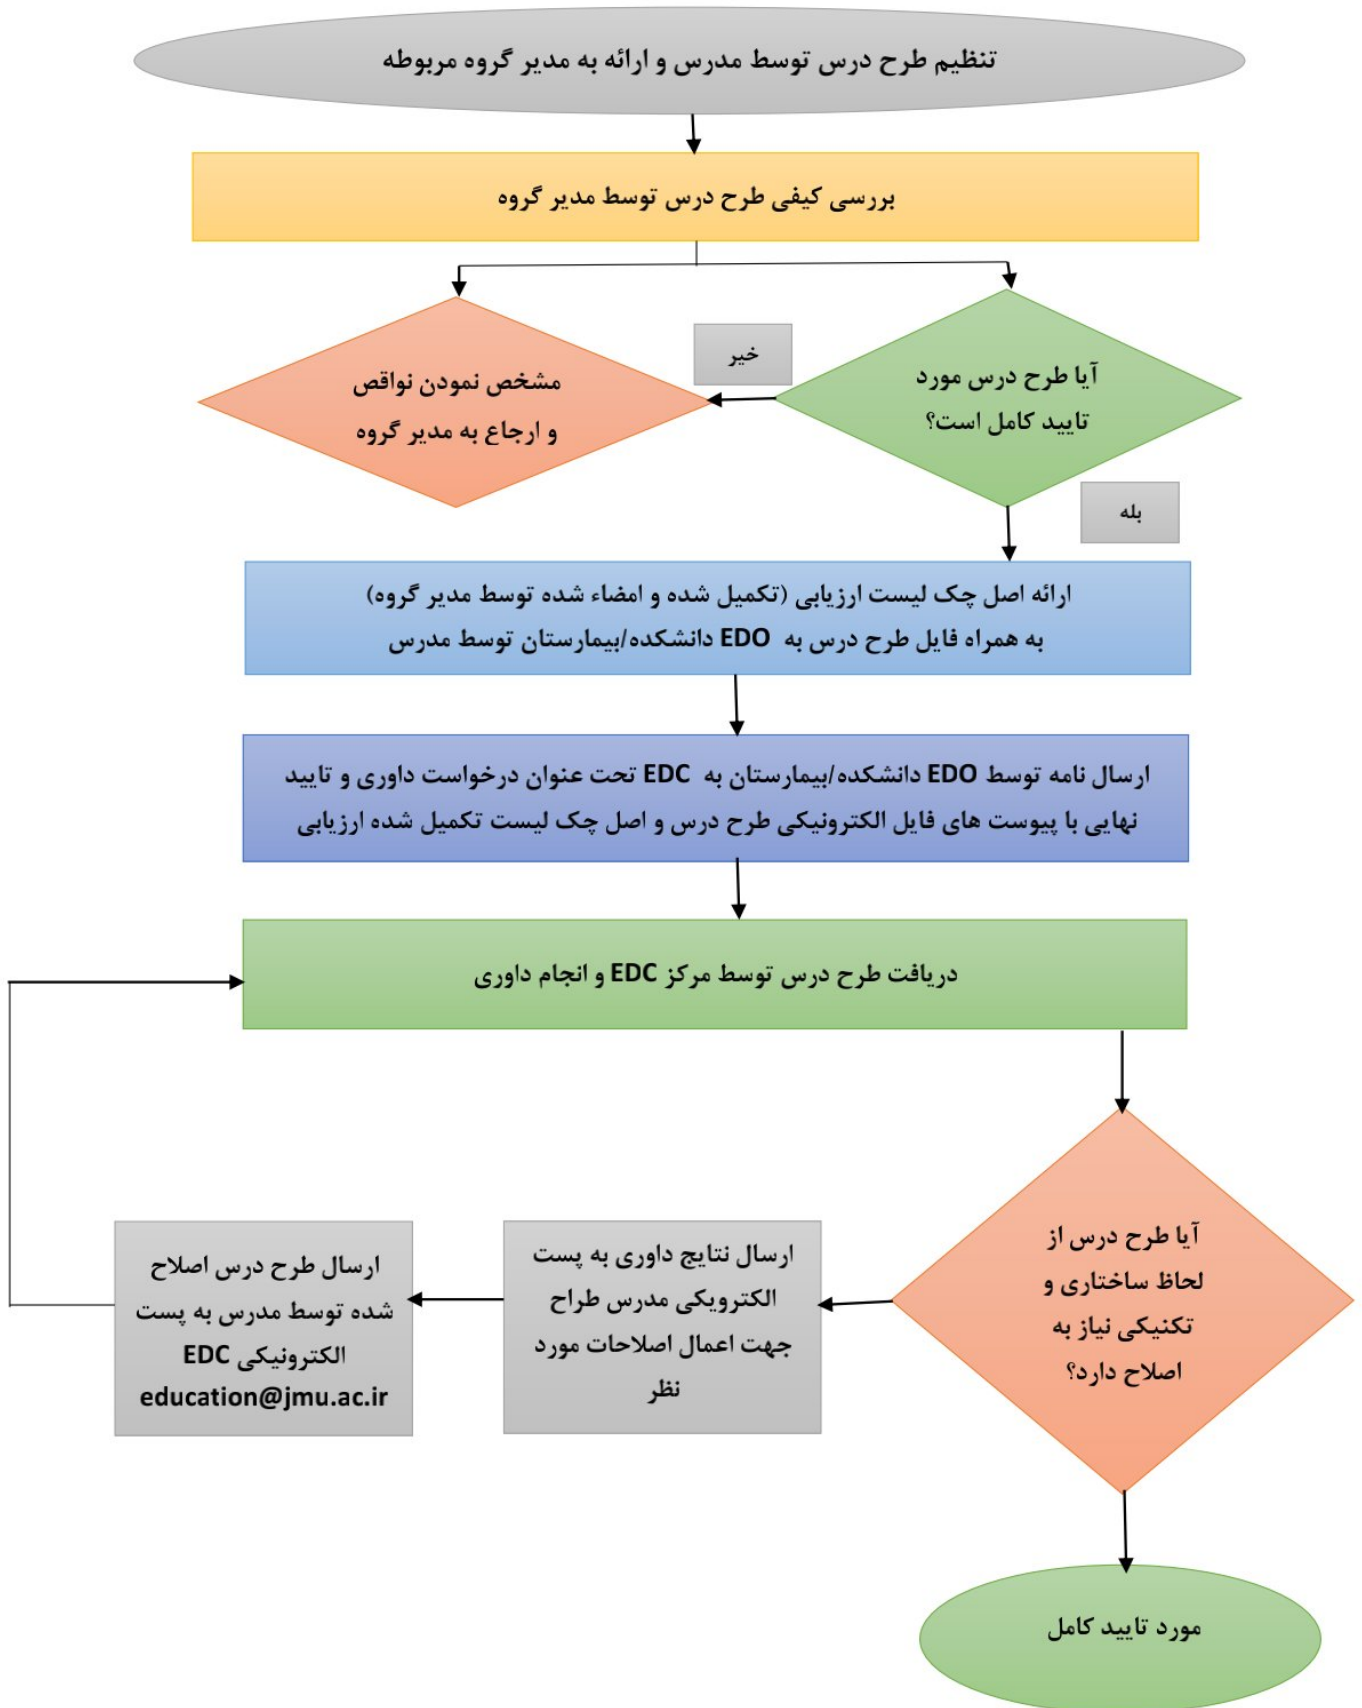 تنظیم طرح درس توسط مدرس و ارائه به مدیر گروه مربوطه
بررسی کیفی طرح درس توسط مدیر گروه
آیا طرح درس مورد
تایید کامل است؟
خیر
مشخص نمودن نواقص
و ارجاع به مدیر گروه
بله
ارائه اصل چک لیست ارزیابی (تکمیل شده و امضاء شده توسط مدیر گروه)
به همراه فایل طرح درس به EDO دانشکده/بیمارستان توسط مدرس
ارسال نامه توسط EDO دانشکده/بیمارستان به EDC تحت عنوان درخواست داوری و تایید
نهایی با پیوست های فایل الکترونیکی طرح درس و اصل چک لیست تکمیل شده ارزیابی
دریافت طرح درس توسط مرکز EDC و انجام داوری
آیا طرح درس از
لحاظ ساختاری و
تکنیکی نیاز به
اصلاح دارد؟
ارسال نتایج داوری به پست
الکترویکی مدرس طراح
جهت اعمال اصلاحات مورد
نظر
ارسال طرح درس اصلاح
شده توسط مدرس به پست
الکترونیکی EDC
education@jmu.ac.ir
مورد تایید کامل